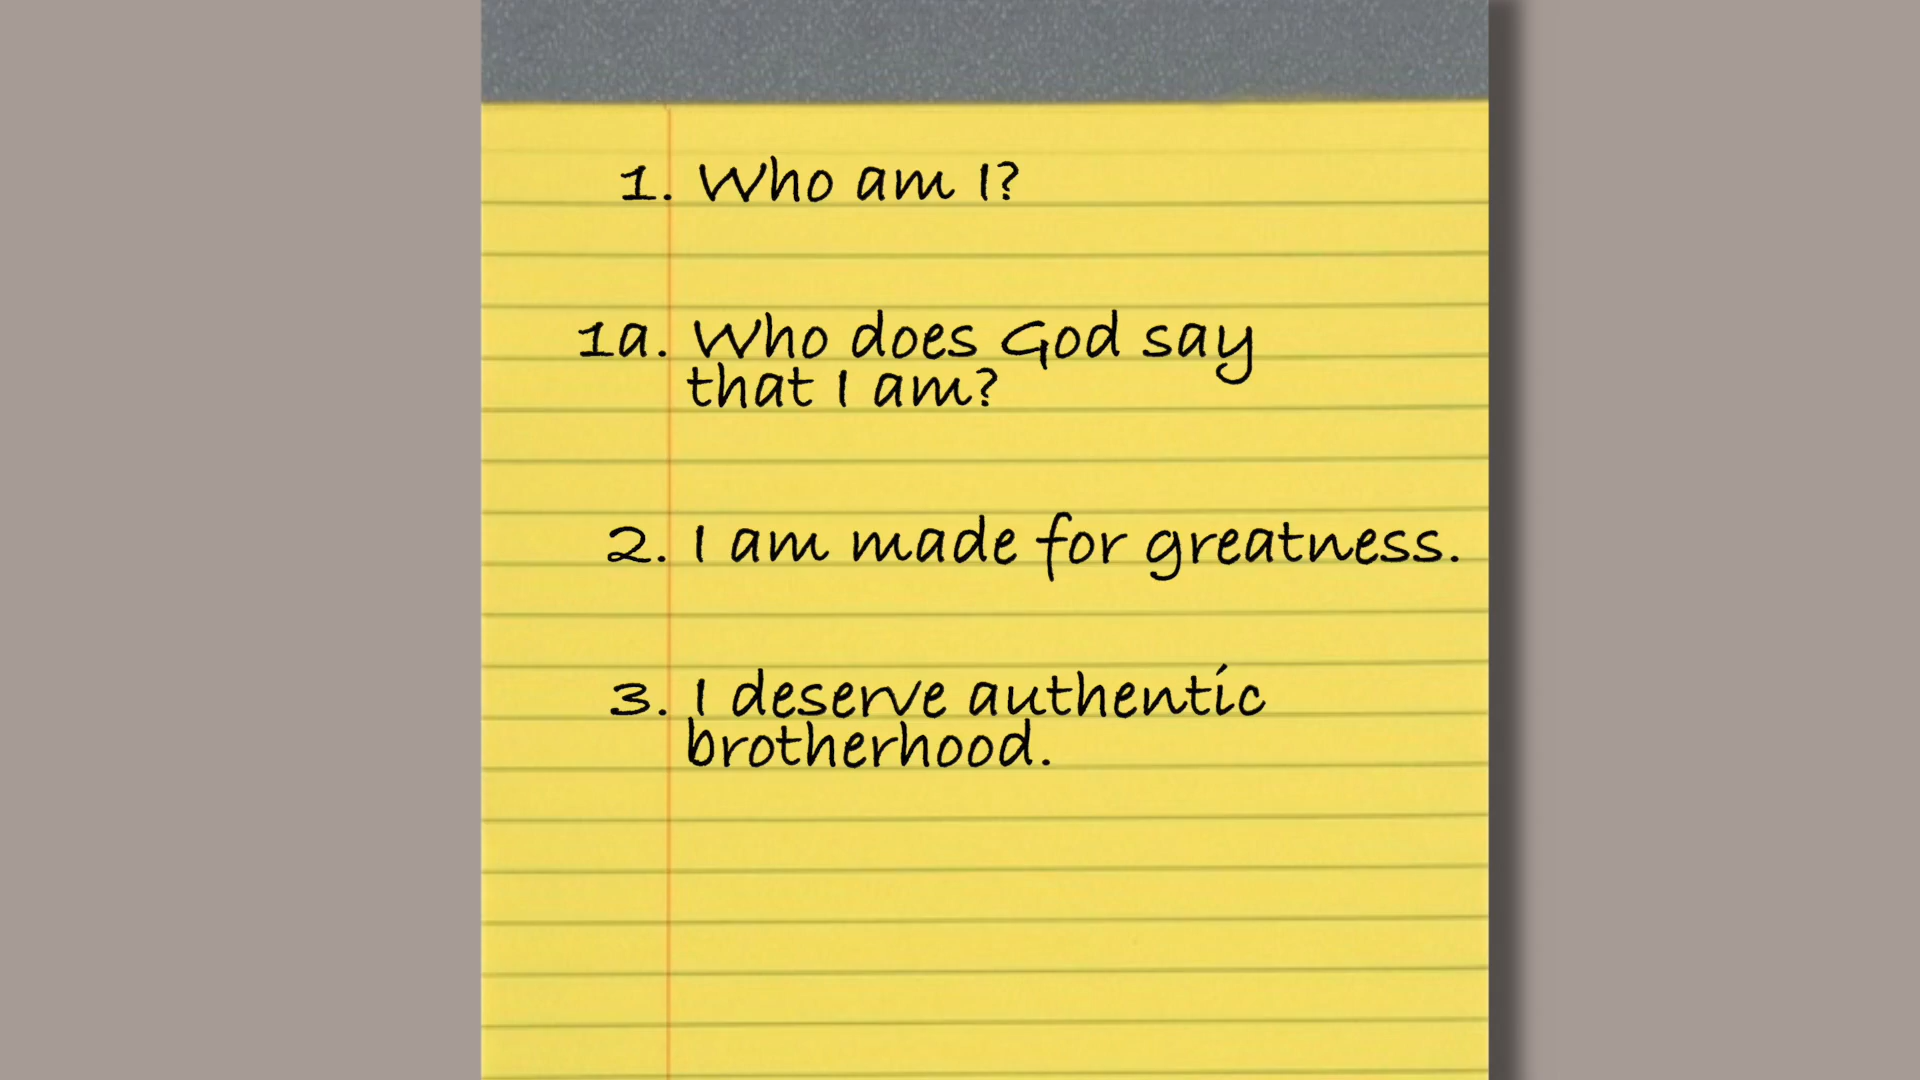 1. Who am I?
1a. Who does God say
that I am?
2. I am made for greatness.
3. I deserve authentic
brotherhood.